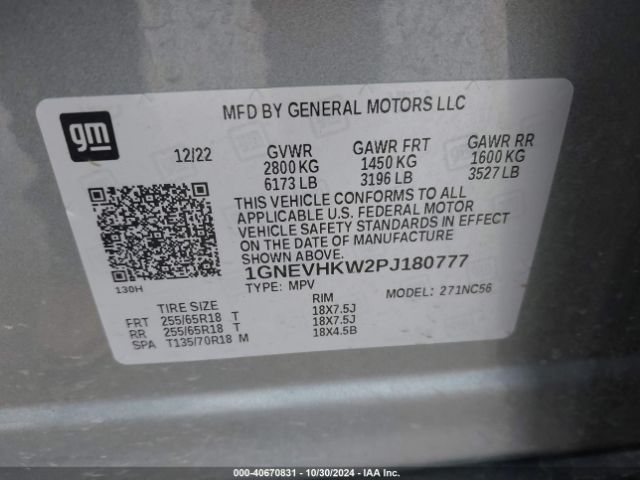 gm
MFD BY GENERAL MOTORS LLC
12/22 GVWR GAWR FRT GAWR RR
2800 KG 1450 KG 1600 KG
6173 LB 3196 LB 3527 LB
THIS VEHICLE CONFORMS TO ALL
APPLICABLE U.S. FEDERAL MOTOR
VEHICLE SAFETY STANDARDS IN EFFECT
ON THE DATE OF MANUFACTURE
SHOWN ABOVE.
1GNEVHKW2PJ180777
130H TYPE: MPV MODEL: 271NC56
TIRE SIZE RIM
FRT 255/65R18 T 18X7.5J
RR 255/65R18 T 18X7.5J
SPA T135/70R18 M 18X4.5B
000-40670831 - 10/30/2024 - IAA Inc.